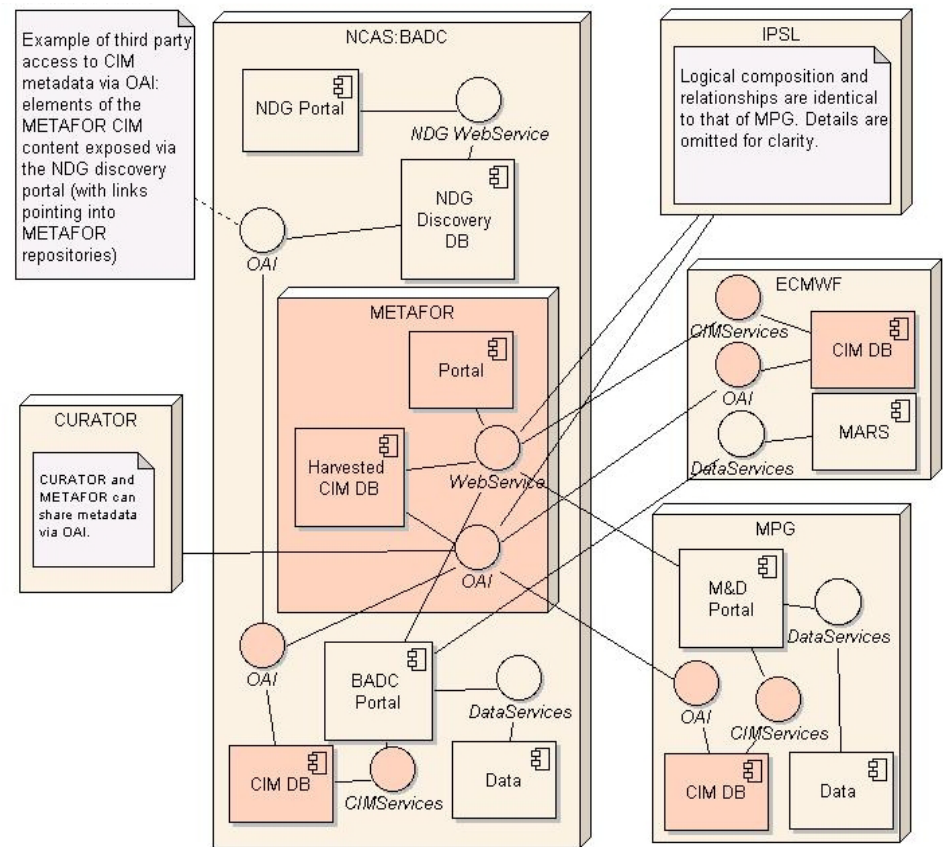 Example of third party
access to CIM
metadata via OAI:
elements of the
METAFOR CIM
content exposed via
the NDG discovery
portal (with links
pointing into
METAFOR
repositories)
NCAS:BADC
NDG Portal
NDG WebService
NDG
Discovery
DB
OAI
METAFOR
Portal
Harvested
CIM DB
WebService
OAI
OAI
BADC
Portal
DataServices
CIM DB
CIMServices
Data
CURATOR
CURATOR and
METAFOR can
share metadata
via OAI.
IPSL
Logical composition and
relationships are identical
to that of MPG. Details are
omitted for clarity.
ECMWF
CIMServices
CIM DB
OAI
MARS
DataServices
MPG
M&D
Portal
DataServices
OAI
CIMServices
CIM DB
Data